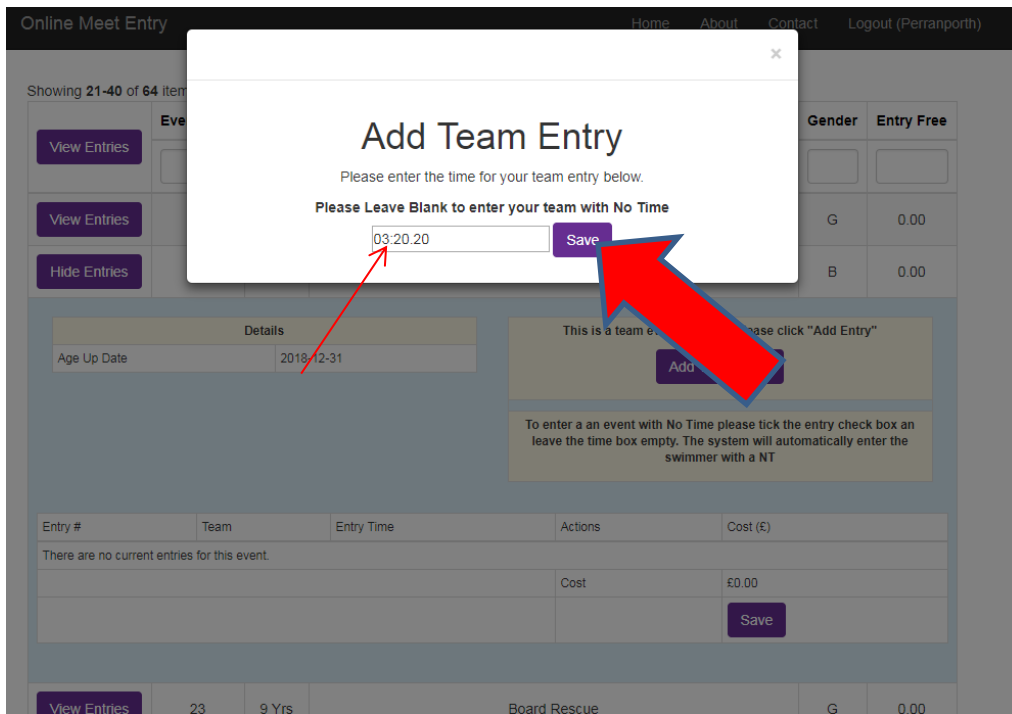 Online Meet Entry Home About Contact Logout (Perranporth)
×
Showing 21-40 of 64 item
Add Team Entry
Please enter the time for your team entry below.
Please Leave Blank to enter your team with No Time
03:20.20 Save
Eve Gender Entry Free
View Entries
View Entries G 0.00
Hide Entries B 0.00
Details
Age Up Date 2018-12-31
This is a team ase click "Add Entry"
Add
To enter a an event with No Time please tick the entry check box an
leave the time box empty. The system will automatically enter the
swimmer with a NT
Entry # Team Entry Time Actions Cost (£)
There are no current entries for this event.
Cost £0.00
Save
View Entries 23 9 Yrs Board Rescue G 0.00